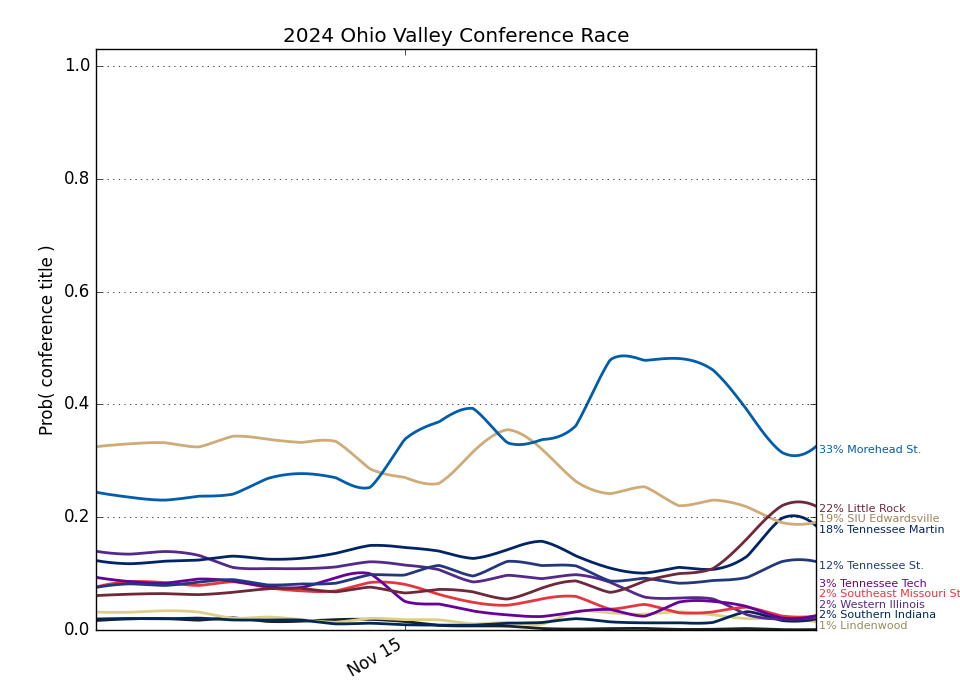 2024 Ohio Valley Conference Race
1.0
0.8
0.6
0.4
0.2
0.0
Prob( conference title )
Nov 15
33% Morehead St.
22% Little Rock
19% SIU Edwardsville
18% Tennessee Martin
12% Tennessee St.
3% Tennessee Tech
2% Southeast Missouri St
2% Western Illinois
2% Southern Indiana
1% Lindenwood